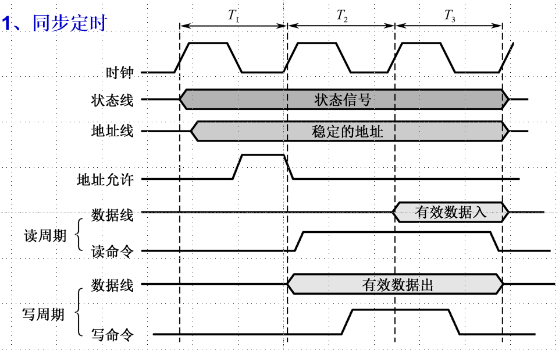 1、同步定时
T1 T2 T3
时钟
状态线 状态信号
地址线 稳定的地址
地址允许
数据线 有效数据入
读周期
读命令
数据线 有效数据出
写周期
写命令